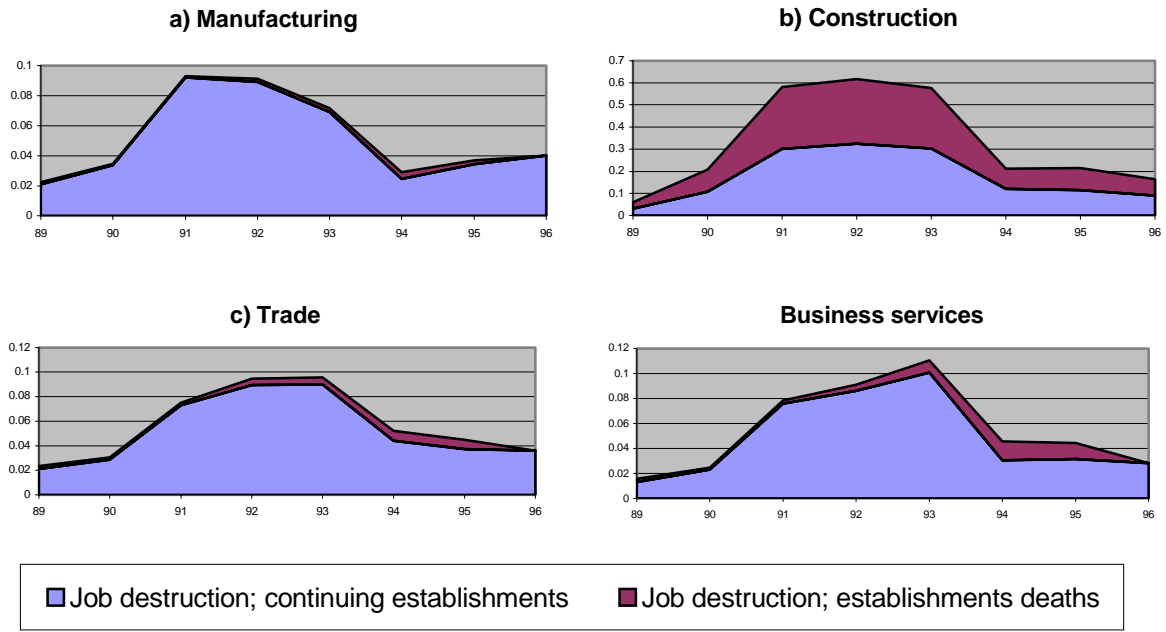 a) Manufacturing
0.1
0.08
0.06
0.04
0.02
0
89 90 91 92 93 94 95 96
b) Construction
0.7
0.6
0.5
0.4
0.3
0.2
0.1
0
89 90 91 92 93 94 95 96
c) Trade
0.12
0.1
0.08
0.06
0.04
0.02
0
89 90 91 92 93 94 95 96
Business services
0.12
0.1
0.08
0.06
0.04
0.02
0
89 90 91 92 93 94 95 96
Job destruction; continuing establishments
Job destruction; establishments deaths